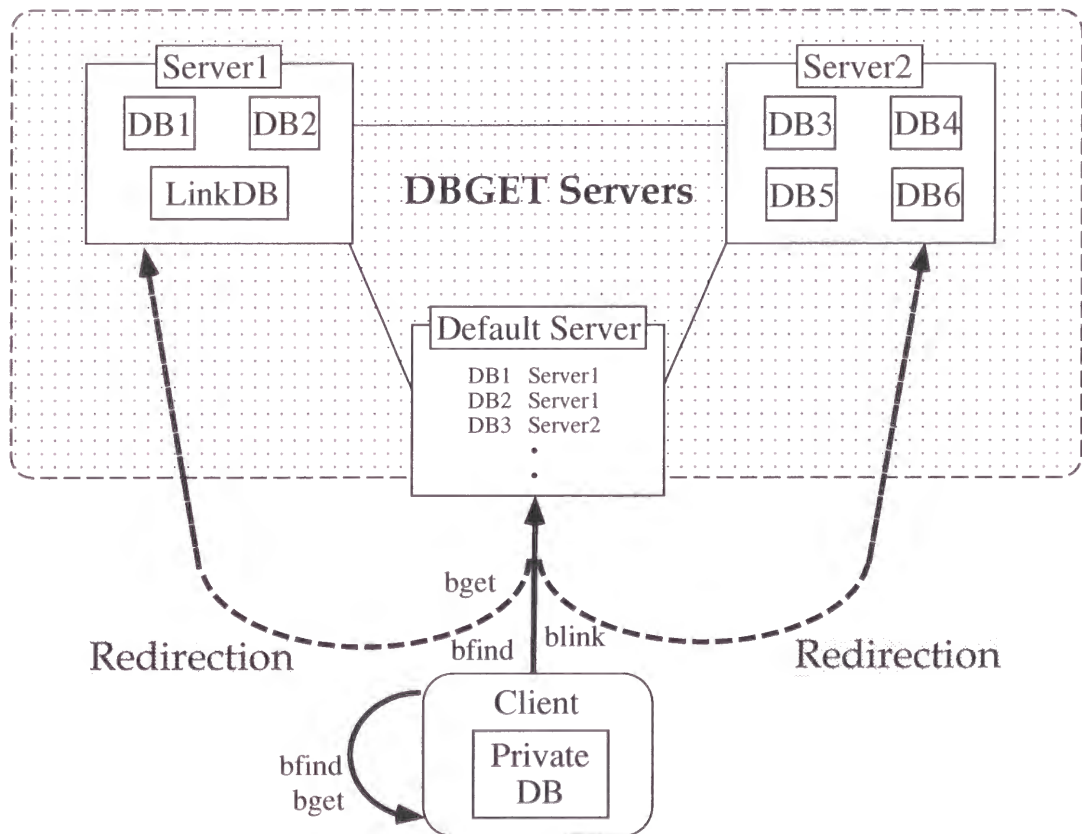 Server1
DB1
DB2
LinkDB
Server2
DB3
DB4
DB5
DB6
DBGET Servers
Default Server
DB1 Server1
DB2 Server1
DB3 Server2
bget
bfind
blink
Redirection
Redirection
Client
Private
DB
bfind
bget